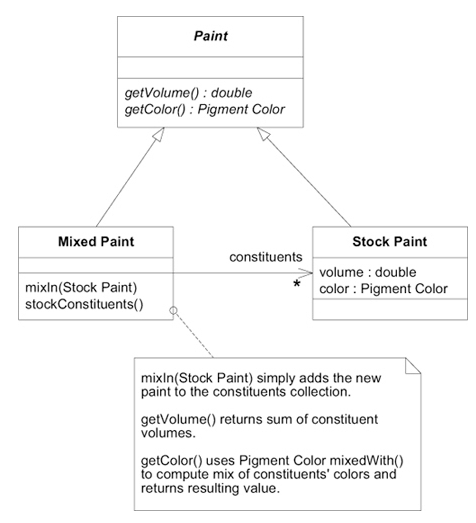 Paint
getVolume() : double
getColor() : Pigment Color
Mixed Paint
mixIn(Stock Paint)
stockConstituents()
constituents
*
Stock Paint
volume : double
color : Pigment Color
mixIn(Stock Paint) simply adds the new
paint to the constituents collection.
getVolume() returns sum of constituent
volumes.
getColor() uses Pigment Color mixedWith()
to compute mix of constituents' colors and
returns resulting value.